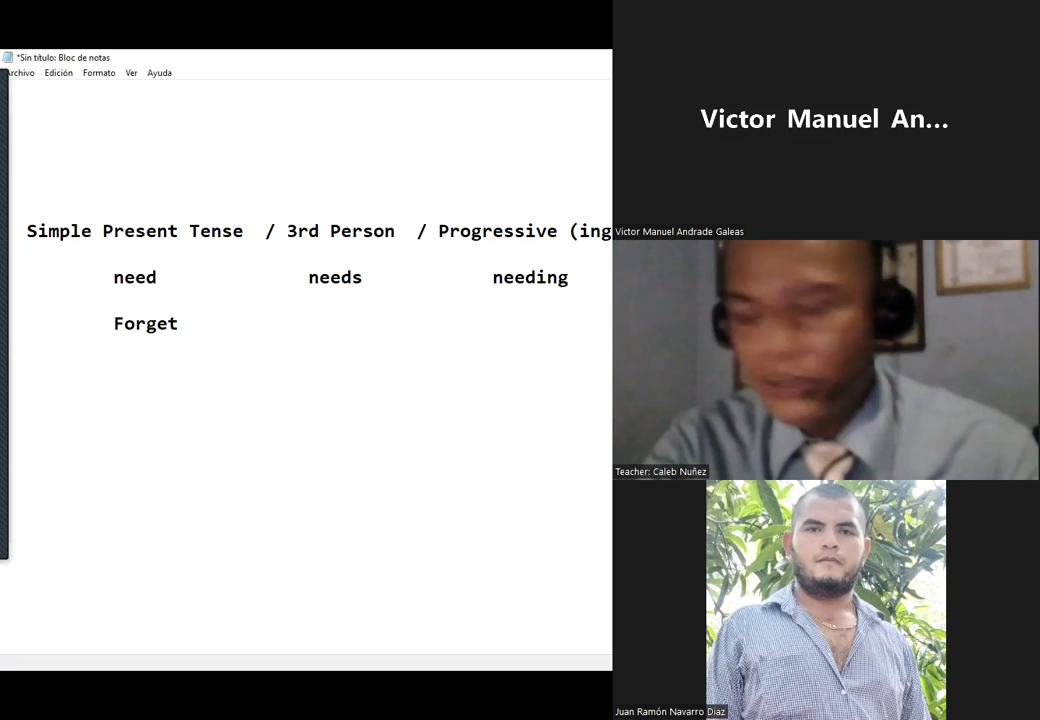 *Sin título: Bloc de notas
Archivo Edición Formato Ver Ayuda
Simple Present Tense / 3rd Person / Progressive (ing
need needs needing
Forget
Victor Manuel An...
Victor Manuel Andrade Galeas
Teacher: Caleb Nuñez
Juan Ramón Navarro Diaz